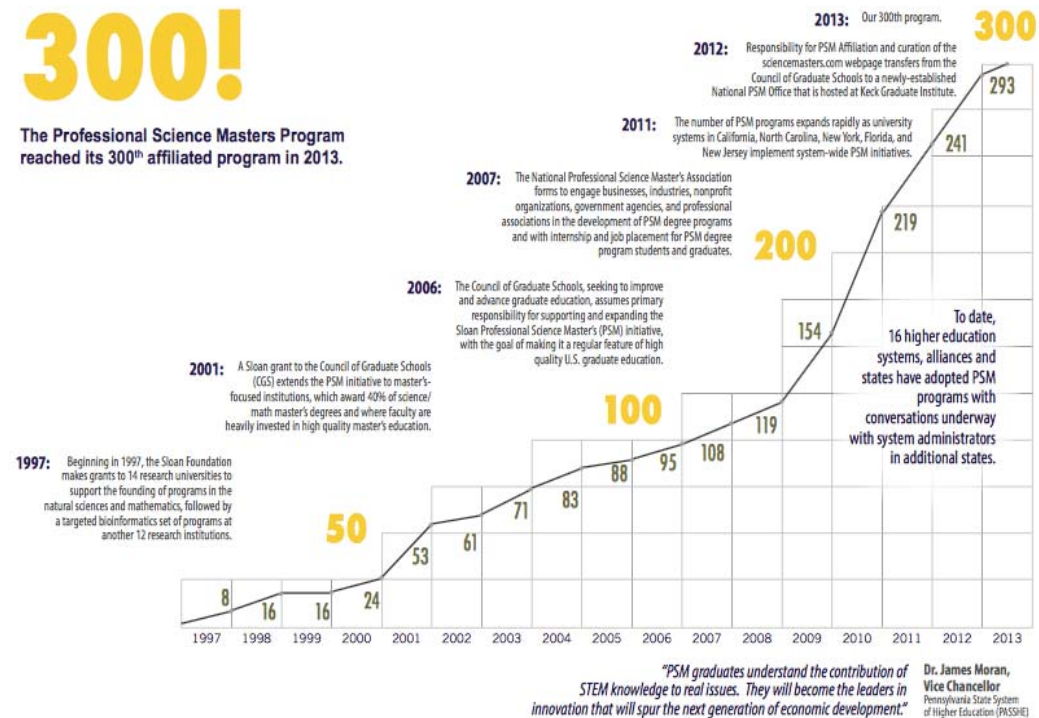 300!
The Professional Science Masters Program
reached its 300th affiliated program in 2013.
2013: Our 300th program.
300
2012: Responsibility for PSM Affiliation and curation of the
sciencemasters.com webpage transfers from the
Council of Graduate Schools to a newly-established
National PSM Office that is hosted at Keck Graduate Institute.
293
2011: The number of PSM programs expands rapidly as university
systems in California, North Carolina, New York, Florida, and
New Jersey implement system-wide PSM initiatives.
241
2007: The National Professional Science Master's Association
forms to engage businesses, industries, nonprofit
organizations, government agencies, and professional
associations in the development of PSM degree programs
and with internship and job placement for PSM degree
program students and graduates.
219
200
2006: The Council of Graduate Schools, seeking to improve
and advance graduate education, assumes primary
responsibility for supporting and expanding the
Sloan Professional Science Master's (PSM) initiative,
with the goal of making it a regular feature of high
quality U.S. graduate education.
154
To date,
16 higher education
systems, alliances and
states have adopted PSM
programs with
conversations underway
with system administrators
in additional states.
2001: A Sloan grant to the Council of Graduate Schools
(CGS) extends the PSM initiative to master's-
focused institutions, which award 40% of science/
math master's degrees and where faculty are
heavily invested in high quality master's education.
100
119
108
95
88
83
71
1997: Beginning in 1997, the Sloan Foundation
makes grants to 14 research universities to
support the founding of programs in the
natural sciences and mathematics, followed by
a targeted bioinformatics set of programs at
another 12 research institutions.
50
61
53
24
16
16
8
1997 1998 1999 2000 2001 2002 2003 2004 2005 2006 2007 2008 2009 2010 2011 2012 2013
"PSM graduates understand the contribution of
STEM knowledge to real issues. They will become the leaders in
innovation that will spur the next generation of economic development."
Dr. James Moran,
Vice Chancellor
Pennsylvania State System
of Higher Education (PASSHE)